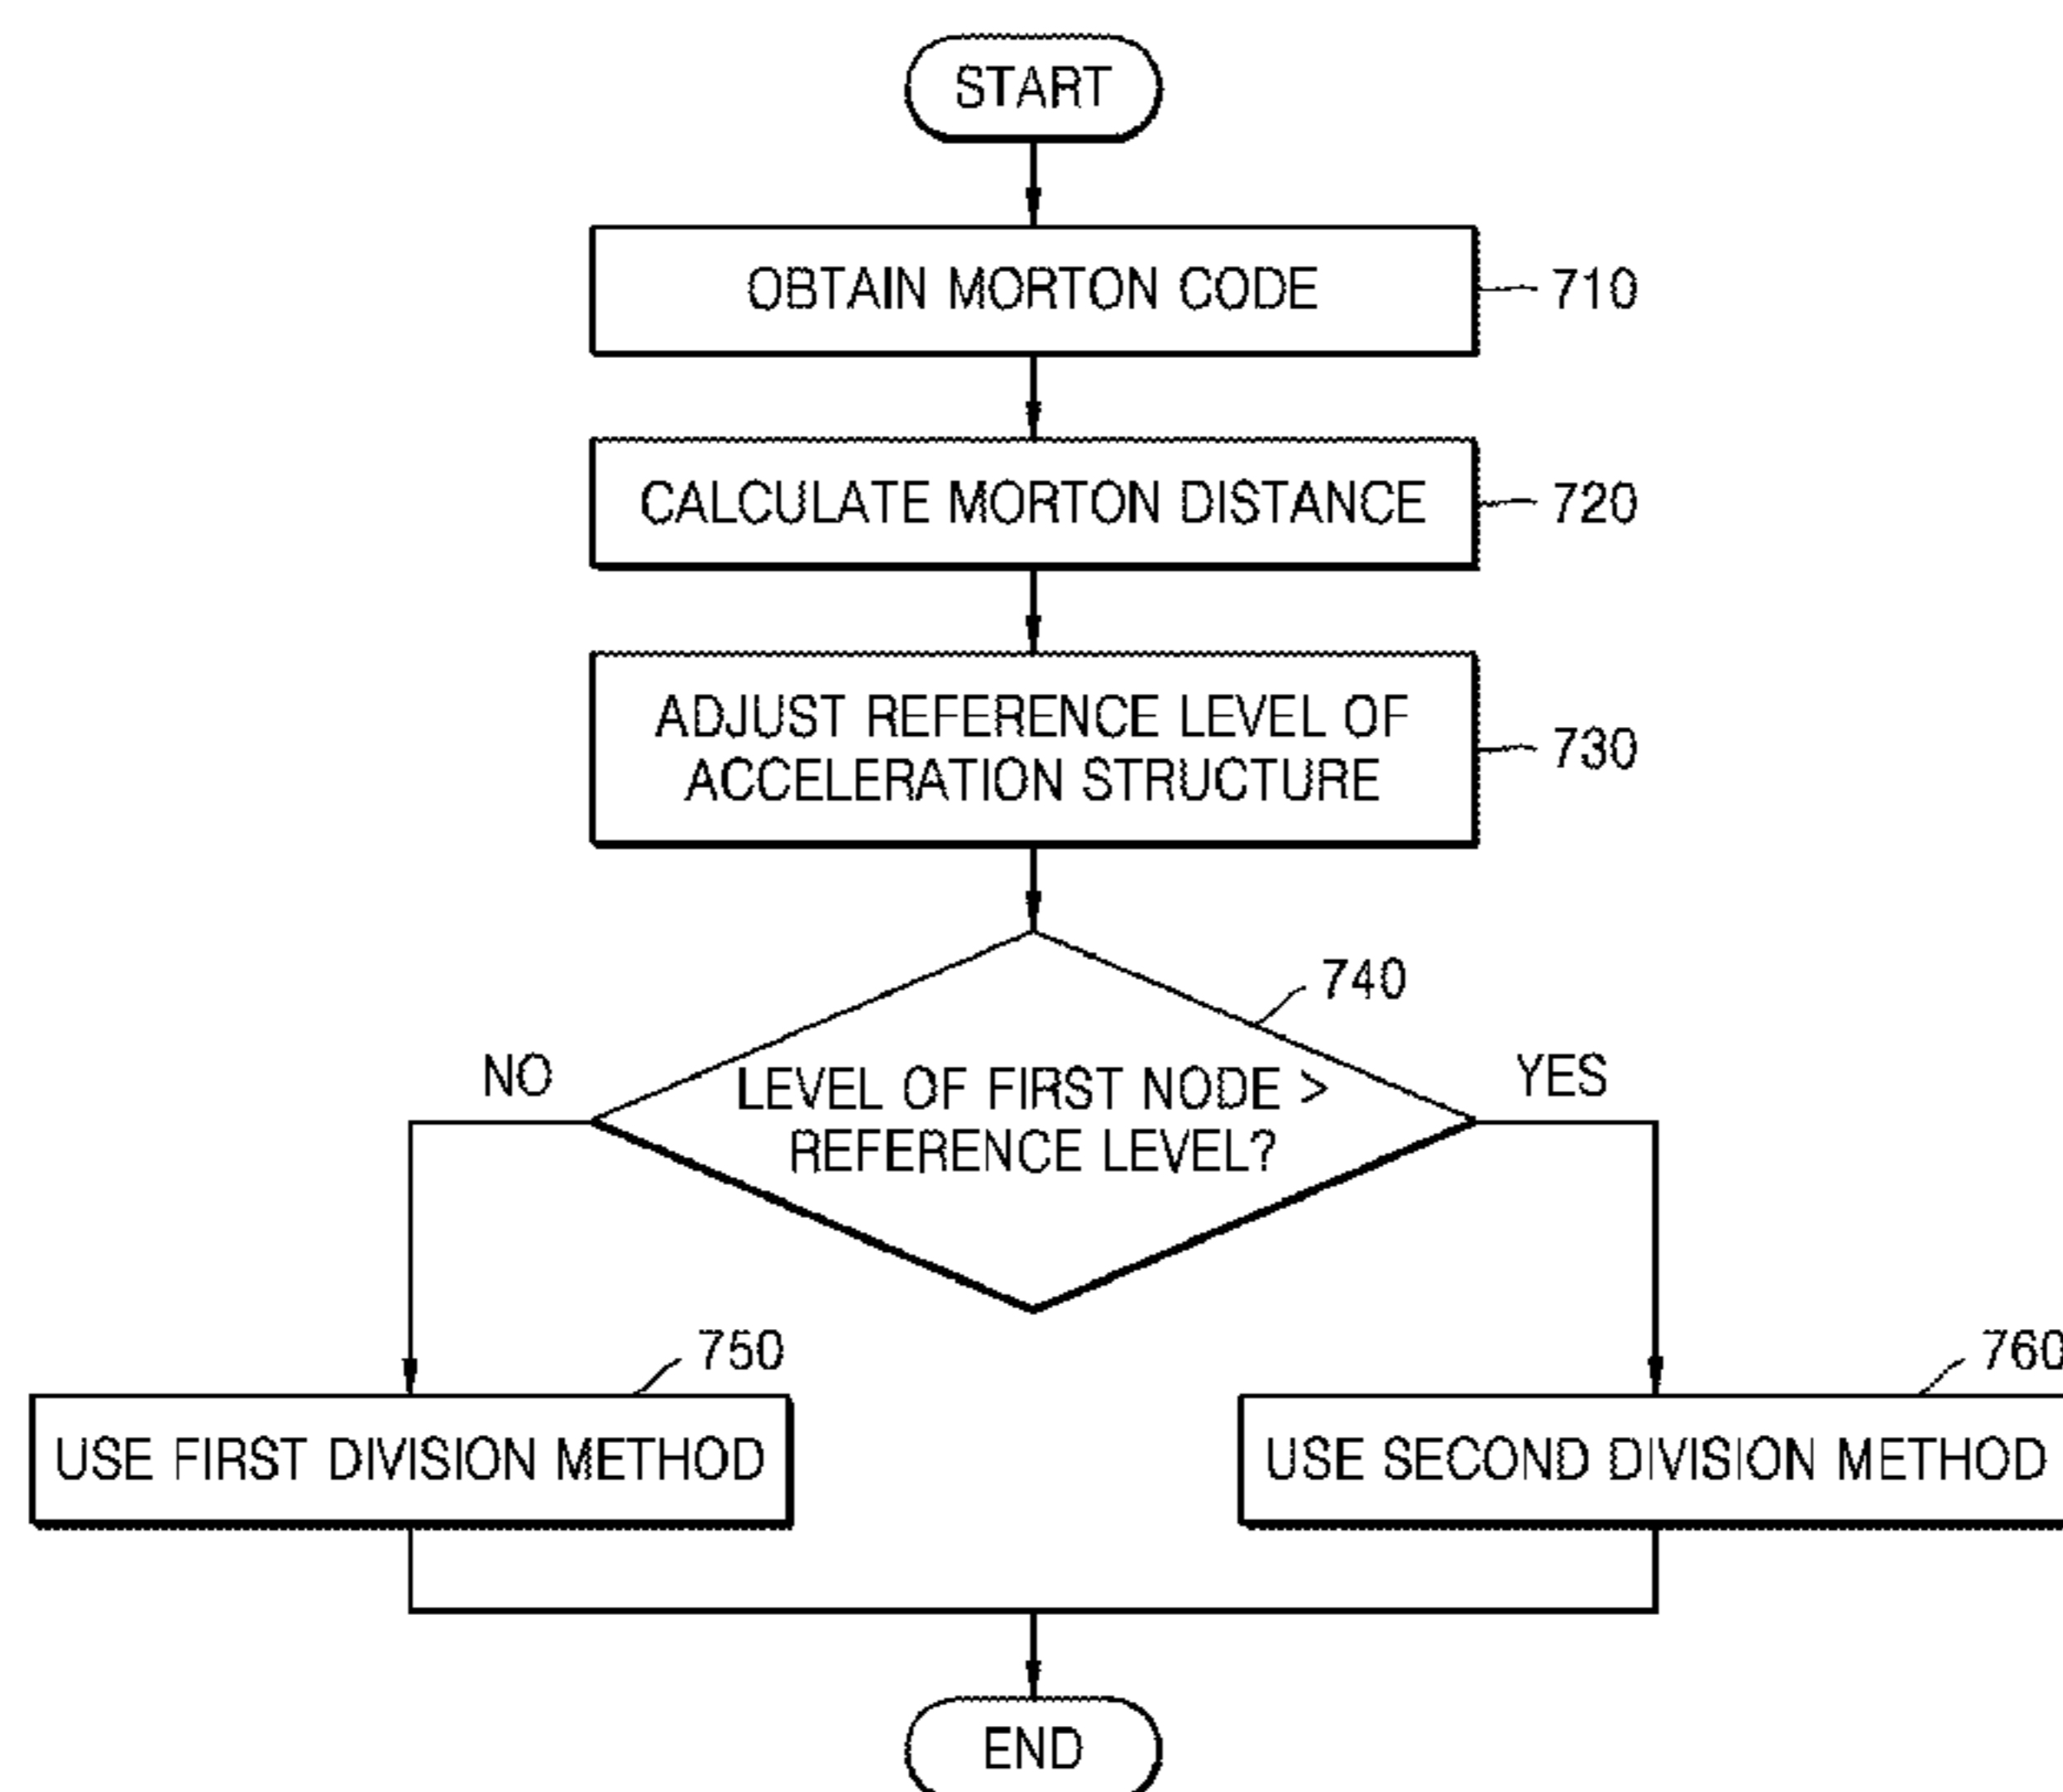 START
OBTAIN MORTON CODE
710
CALCULATE MORTON DISTANCE
720
ADJUST REFERENCE LEVEL OF
ACCELERATION STRUCTURE
730
740
NO
LEVEL OF FIRST NODE >
REFERENCE LEVEL?
YES
750
760
USE FIRST DIVISION METHOD
USE SECOND DIVISION METHOD
END